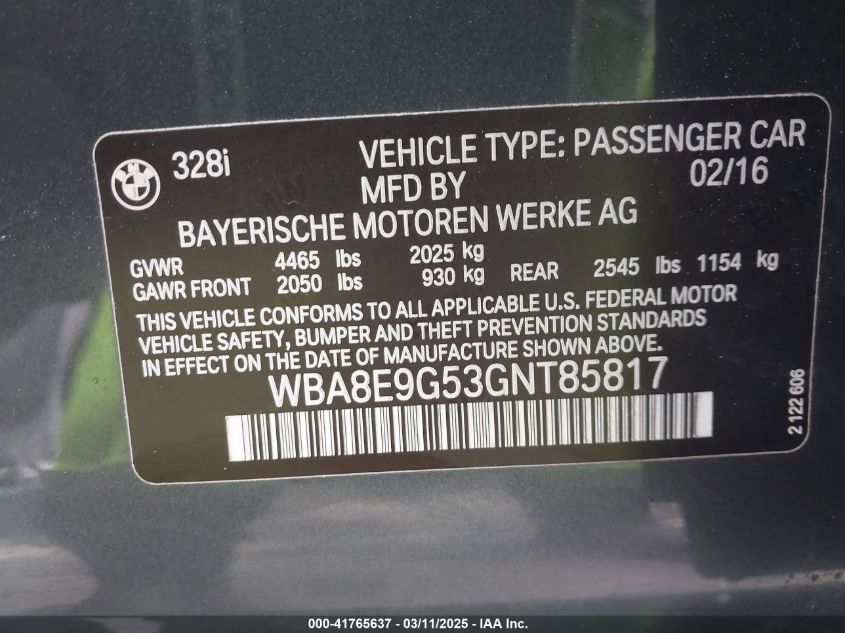 328i
VEHICLE TYPE: PASSENGER CAR
MFD BY 02/16
BAYERISCHE MOTOREN WERKE AG
GVWR 4465 lbs 2025 kg
GAWR FRONT 2050 lbs 930 kg REAR 2545 lbs 1154 kg
THIS VEHICLE CONFORMS TO ALL APPLICABLE U.S. FEDERAL MOTOR
VEHICLE SAFETY, BUMPER AND THEFT PREVENTION STANDARDS
IN EFFECT ON THE DATE OF MANUFACTURE SHOWN ABOVE.
WBA8E9G53GNT85817
2 122 606
000-41765637 - 03/11/2025 - IAA Inc.